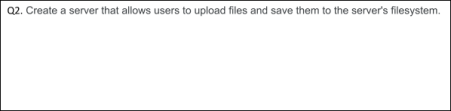 Q2. Create a server that allows users to upload files and save them to the server's filesystem.